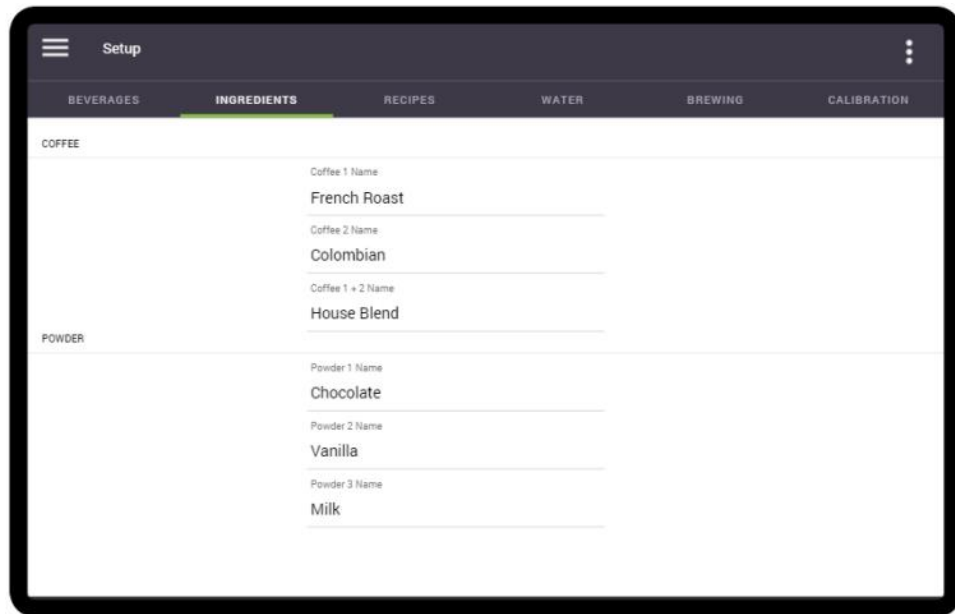 Setup
BEVERAGES INGREDIENTS RECIPES WATER BREWING CALIBRATION
COFFEE
Coffee 1 Name
French Roast
Coffee 2 Name
Colombian
Coffee 1 + 2 Name
House Blend
POWDER
Powder 1 Name
Chocolate
Powder 2 Name
Vanilla
Powder 3 Name
Milk